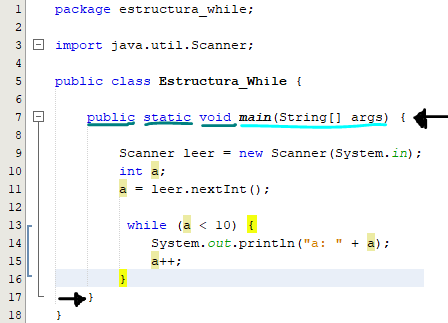 1 package estructura_while;
2
3 import java.util.Scanner;
4
5 public class Estructura_While {
6
7 public static void main(String[] args) {
8
9 Scanner leer = new Scanner(System.in);
10 int a;
11 a = leer.nextInt();
12
13 while (a < 10) {
14 System.out.println("a: " + a);
15 a++;
16 }
17 }
18 }